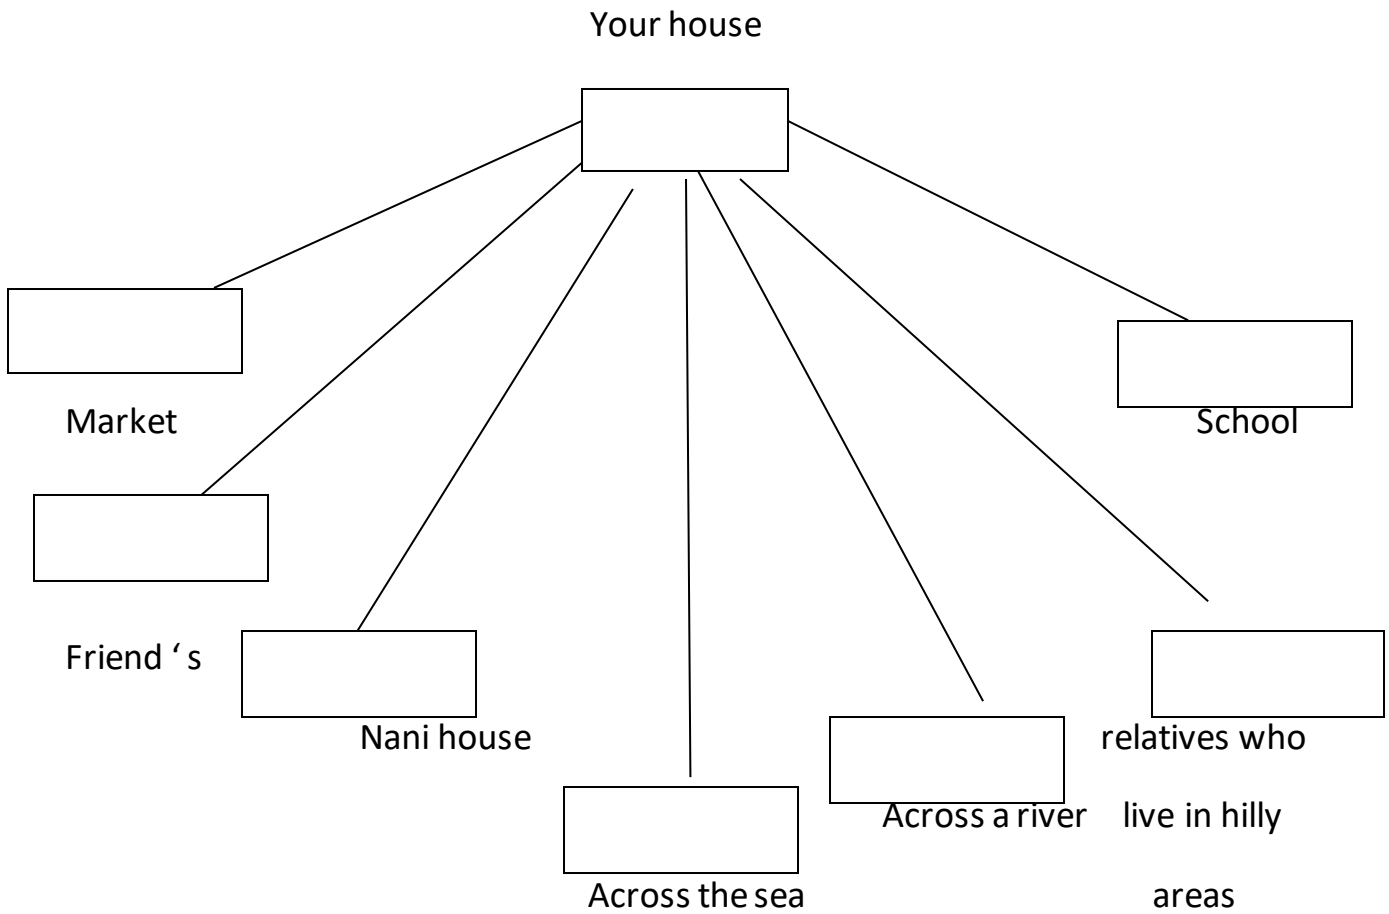 Your house
Market
School
Friend ‘ s
Nani house
relatives who
Across a river
live in hilly
Across the sea
areas